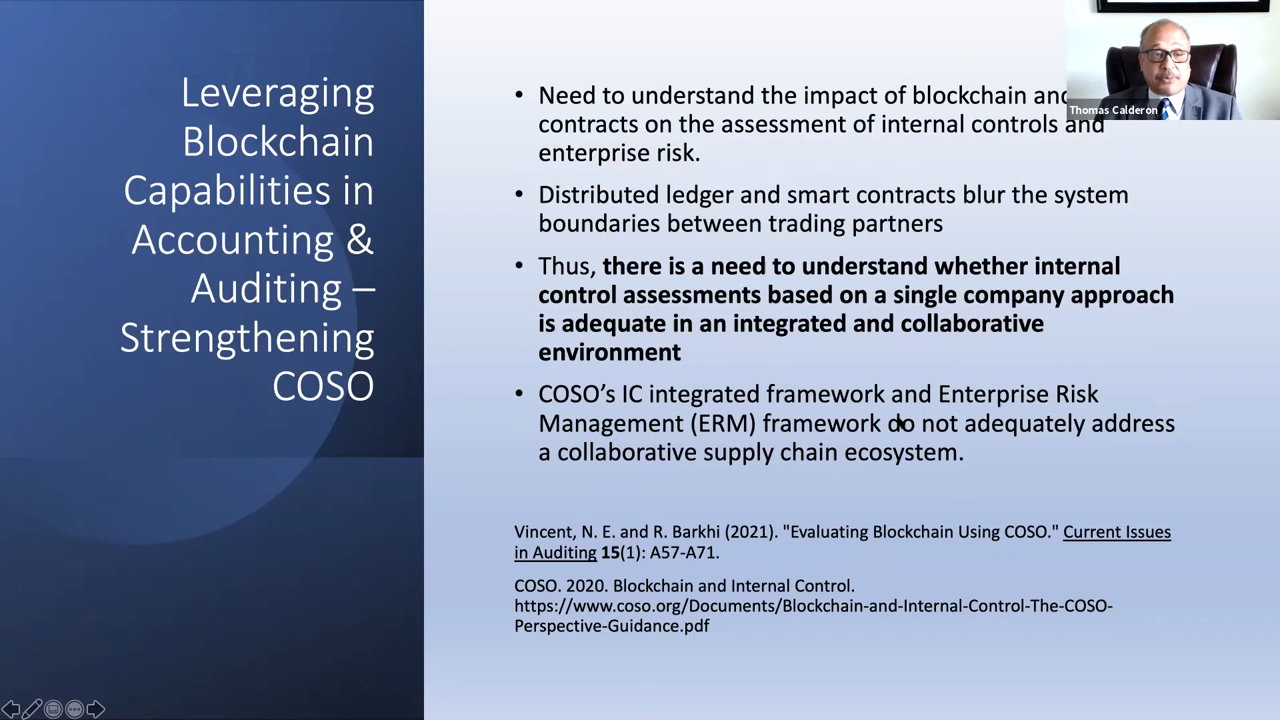 Leveraging
Blockchain
Capabilities in
Accounting &
Auditing –
Strengthening
COSO
• Need to understand the impact of blockchain and
contracts on the assessment of internal controls and
enterprise risk.
• Distributed ledger and smart contracts blur the system
boundaries between trading partners
• Thus, there is a need to understand whether internal
control assessments based on a single company approach
is adequate in an integrated and collaborative
environment
• COSO’s IC integrated framework and Enterprise Risk
Management (ERM) framework do not adequately address
a collaborative supply chain ecosystem.
Vincent, N. E. and R. Barkhi (2021). "Evaluating Blockchain Using COSO." Current Issues
in Auditing 15(1): A57-A71.
COSO. 2020. Blockchain and Internal Control.
https://www.coso.org/Documents/Blockchain-and-Internal-Control-The-COSO-
Perspective-Guidance.pdf
Thomas Calderon